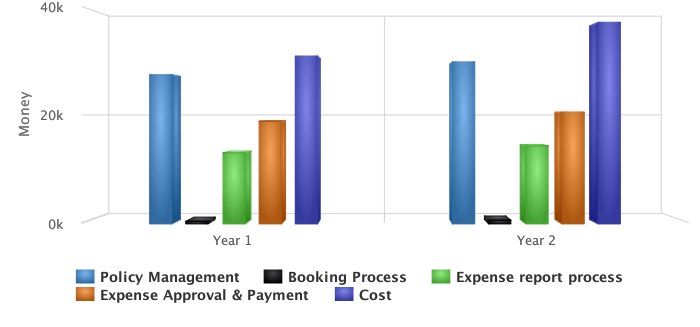 40k
20k
0k
Money
Year 1
Year 2
Policy Management
Booking Process
Expense report process
Expense Approval & Payment
Cost